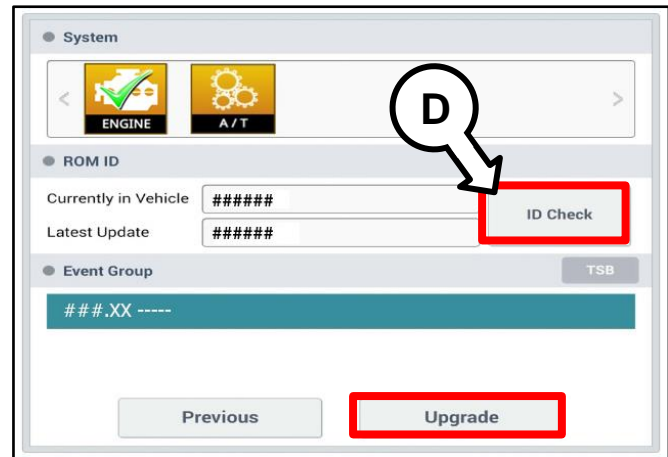 System
< ENGINE A/T >
D
ROM ID
Currently in Vehicle ######
ID Check
Latest Update ######
Event Group TSB
###.XX -----
Previous Upgrade